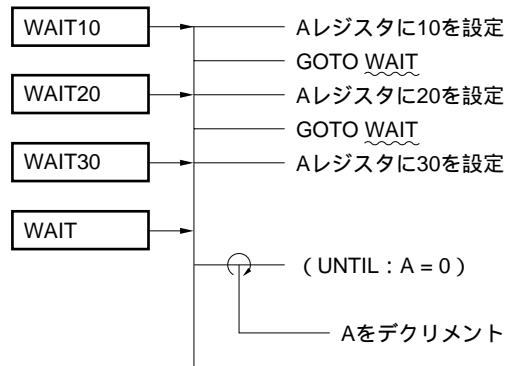 WAIT10 Aレジスタに10を設定
GOTO WAIT
WAIT20 Aレジスタに20を設定
GOTO WAIT
WAIT30 Aレジスタに30を設定
WAIT
（UNTIL：A = 0）
Aをデクリメント